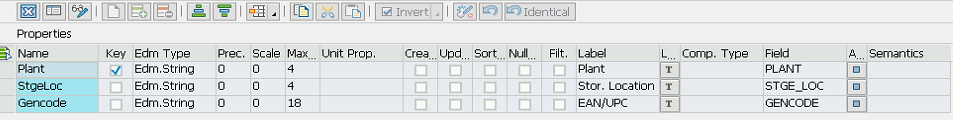 Invert Identical
Properties
Name Key Edm Type Prec. Scale Max... Unit Prop. Crea... Upd... Sort... Null... Filt. Label L... Comp. Type Field A... Semantics
Plant Edm.String 0 0 4 Plant T PLANT
StgeLoc Edm.String 0 0 4 Stor. Location T STGE_LOC
Gencode Edm.String 0 0 18 EAN/UPC T GENCODE